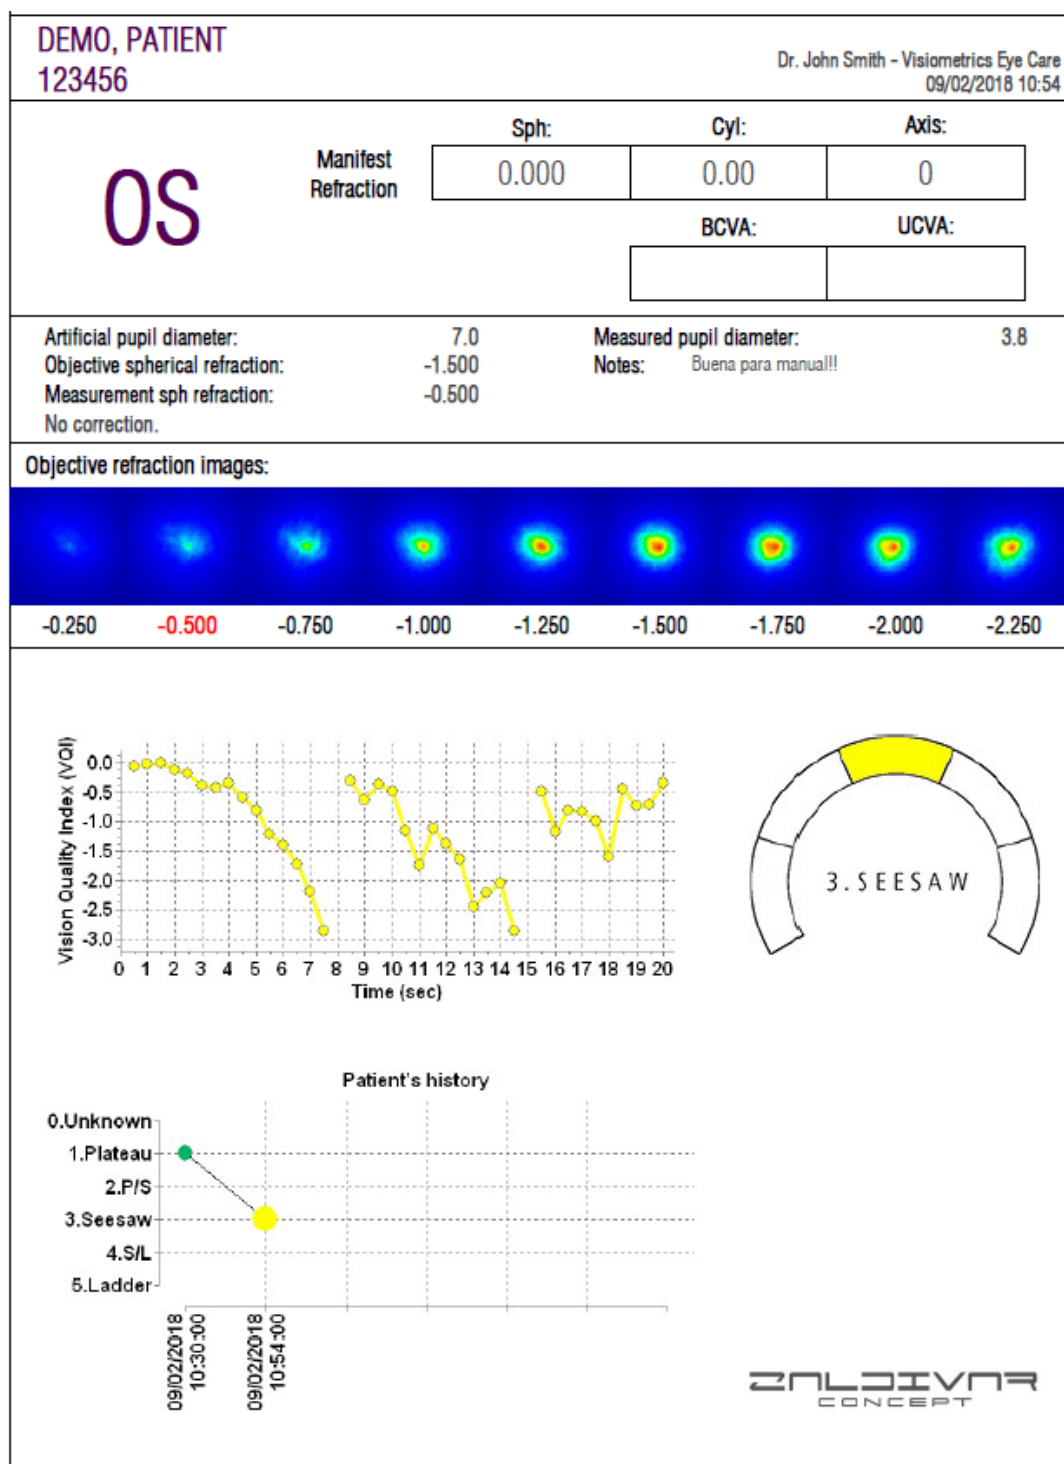 DEMO, PATIENT
123456
Dr. John Smith - Visiometrics Eye Care
09/02/2018 10:54
OS
Manifest
Refraction
Sph: Cyl: Axis:
0.000 0.00 0
BCVA: UCVA:
Artificial pupil diameter: 7.0 Measured pupil diameter: 3.8
Objective spherical refraction: -1.500 Notes: Buena para manual!!
Measurement sph refraction: -0.500
No correction.
Objective refraction images:
-0.250 -0.500 -0.750 -1.000 -1.250 -1.500 -1.750 -2.000 -2.250
Vision Quality Index (VQI)
0.0
-0.5
-1.0
-1.5
-2.0
-2.5
-3.0
0 1 2 3 4 5 6 7 8 9 10 11 12 13 14 15 16 17 18 19 20
Time (sec)
3.SEESAW
Patient's history
0.Unknown
1.Plateau
2.P/S
3.Seesaw
4.S/L
5.Ladder
09/02/2018
10:30:00
09/02/2018
10:54:00
ZALDIVAR
CONCEPT